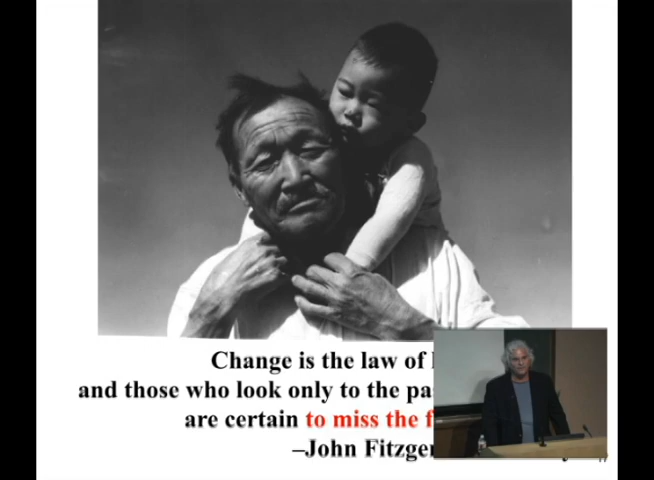 Change is the law of
and those who look only to the pa
are certain to miss the f
–John Fitzger